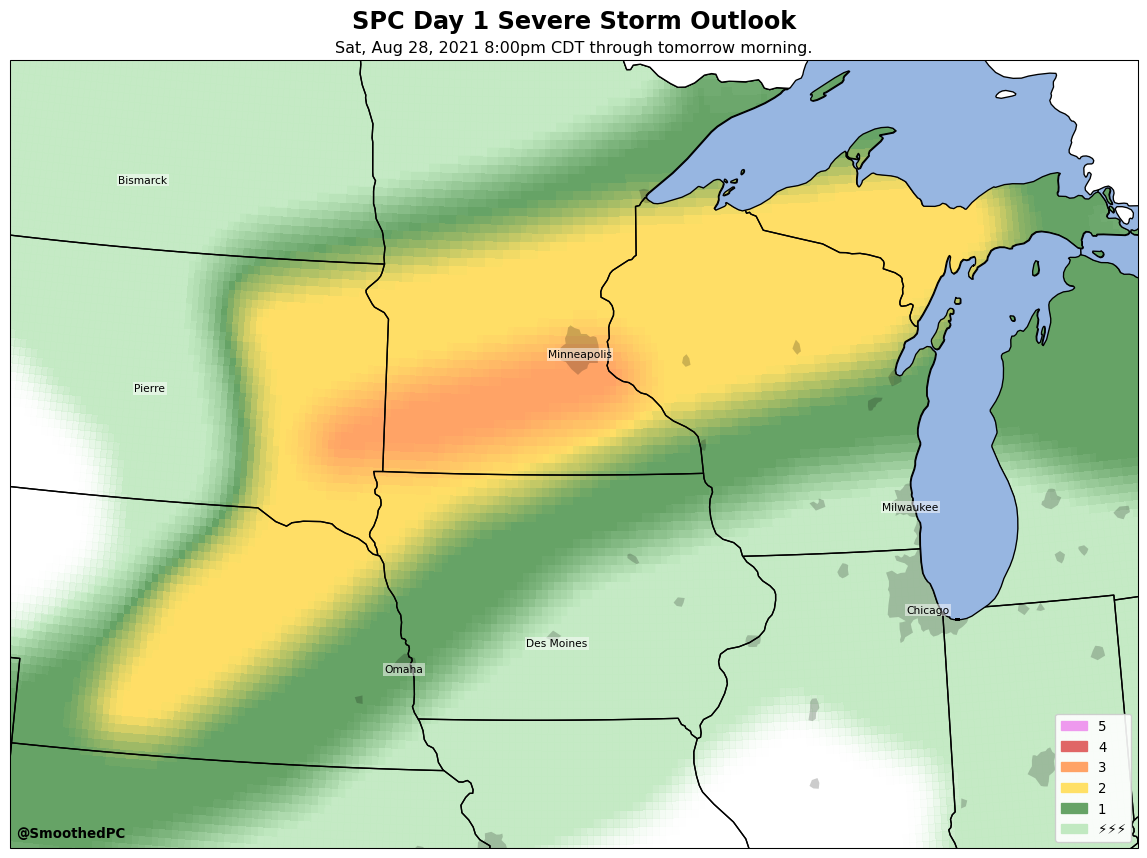 SPC Day 1 Severe Storm Outlook
Sat, Aug 28, 2021 8:00pm CDT through tomorrow morning.
Bismarck
Minneapolis
Pierre
Milwaukee
Chicago
Des Moines
Omaha
5
4
3
2
1
⚡⚡⚡
@SmoothedPC